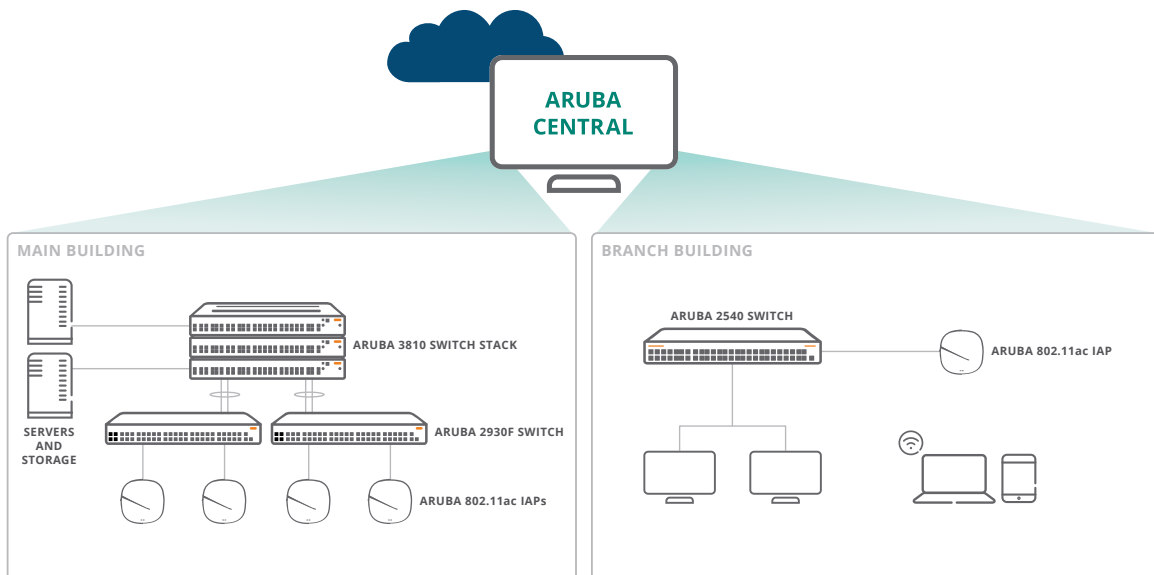 ARUBA
CENTRAL
MAIN BUILDING
ARUBA 3810 SWITCH STACK
ARUBA 2930F SWITCH
SERVERS
AND
STORAGE
ARUBA 802.11ac IAPs
BRANCH BUILDING
ARUBA 2540 SWITCH
ARUBA 802.11ac IAP